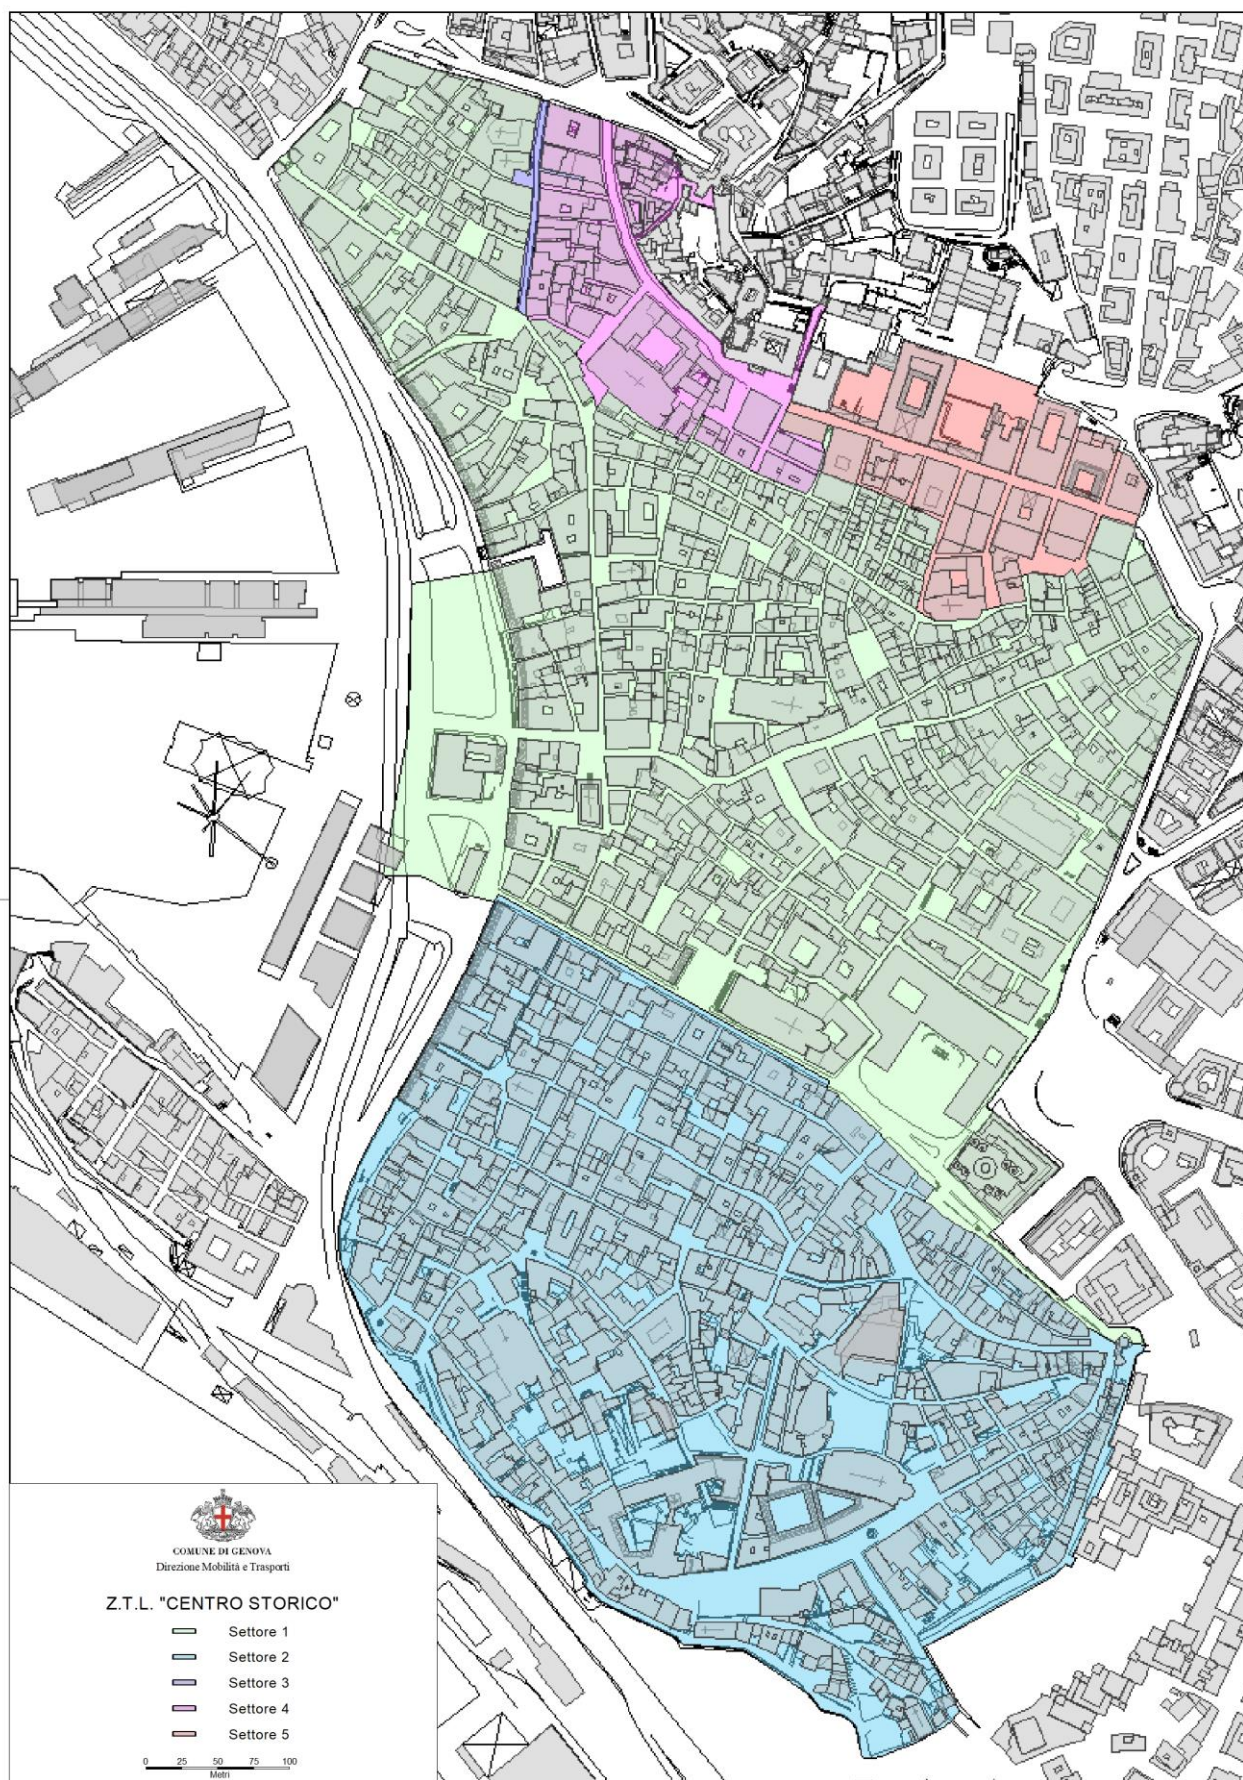 COMUNE DI GENOVA
Direzione Mobilità e Trasporti
Z.T.L. "CENTRO STORICO"
Settore 1
Settore 2
Settore 3
Settore 4
Settore 5
0 25 50 75 100
Metri